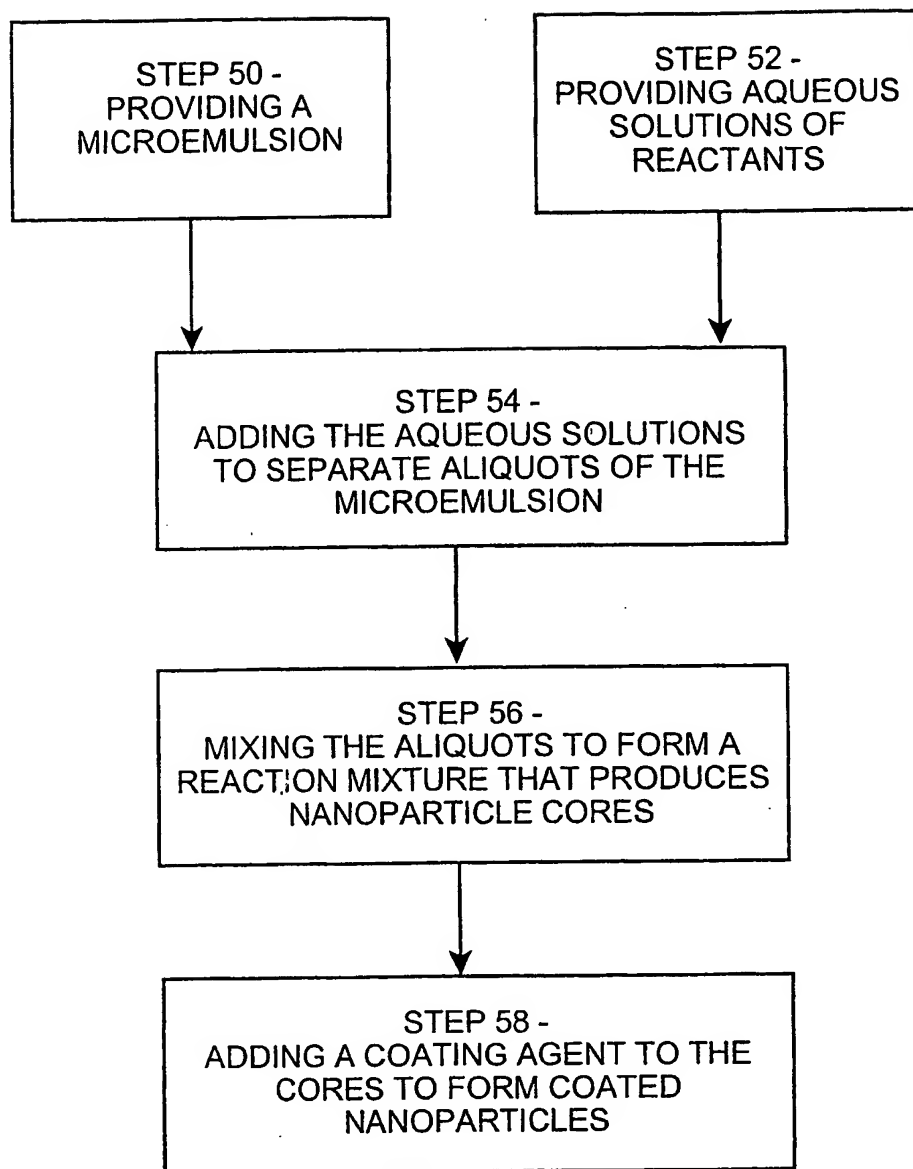 STEP 50 -
PROVIDING A
MICROEMULSION
STEP 52 -
PROVIDING AQUEOUS
SOLUTIONS OF
REACTANTS
STEP 54 -
ADDING THE AQUEOUS SOLUTIONS
TO SEPARATE ALIQUOTS OF THE
MICROEMULSION
STEP 56 -
MIXING THE ALIQUOTS TO FORM A
REACTION MIXTURE THAT PRODUCES
NANOPARTICLE CORES
STEP 58 -
ADDING A COATING AGENT TO THE
CORES TO FORM COATED
NANOPARTICLES